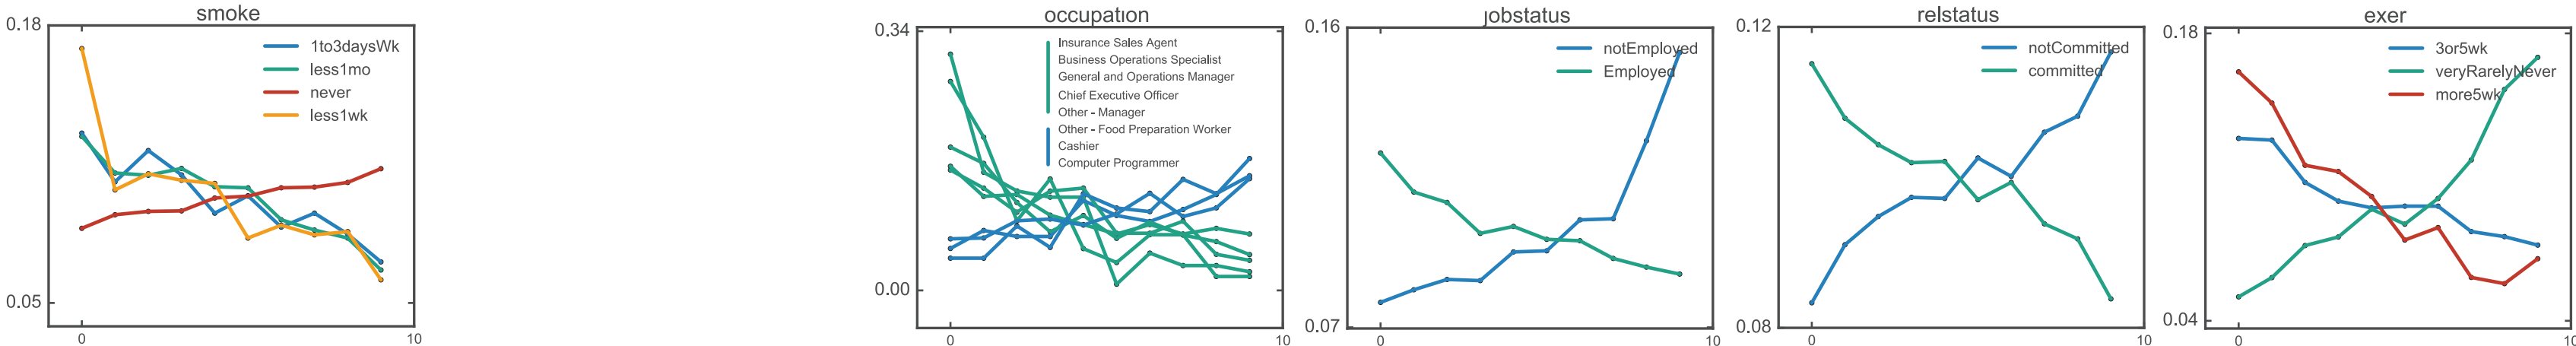 smoke
0.18
1to3daysWk
less1mo
never
less1wk
0.05
0
10
occupation
0.34
Insurance Sales Agent
Business Operations Specialist
General and Operations Manager
Chief Executive Officer
Other - Manager
Other - Food Preparation Worker
Cashier
Computer Programmer
0.00
0
10
jobstatus
0.16
notEmployed
Employed
0.07
0
10
relstatus
0.12
notCommitted
committed
0.08
0
10
exer
0.18
3or5wk
veryRarelyNever
more5wk
0.04
0
10